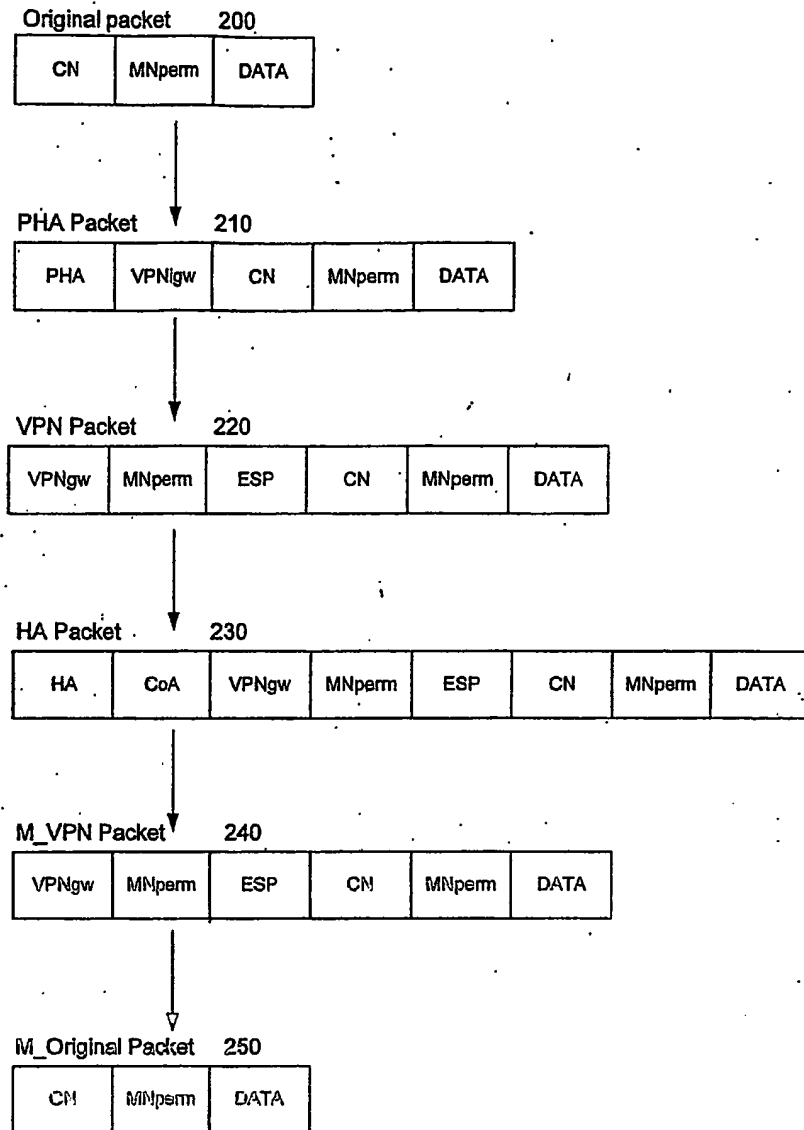 Original packet 200
CN MNperm DATA
PHA Packet 210
PHA VPNigw CN MNperm DATA
VPN Packet 220
VPNgw MNperm ESP CN MNperm DATA
HA Packet 230
HA CoA VPNgw MNperm ESP CN MNperm DATA
M_VPN Packet 240
VPNgw MNperm ESP CN MNperm DATA
M_Original Packet 250
CN MNperm DATA